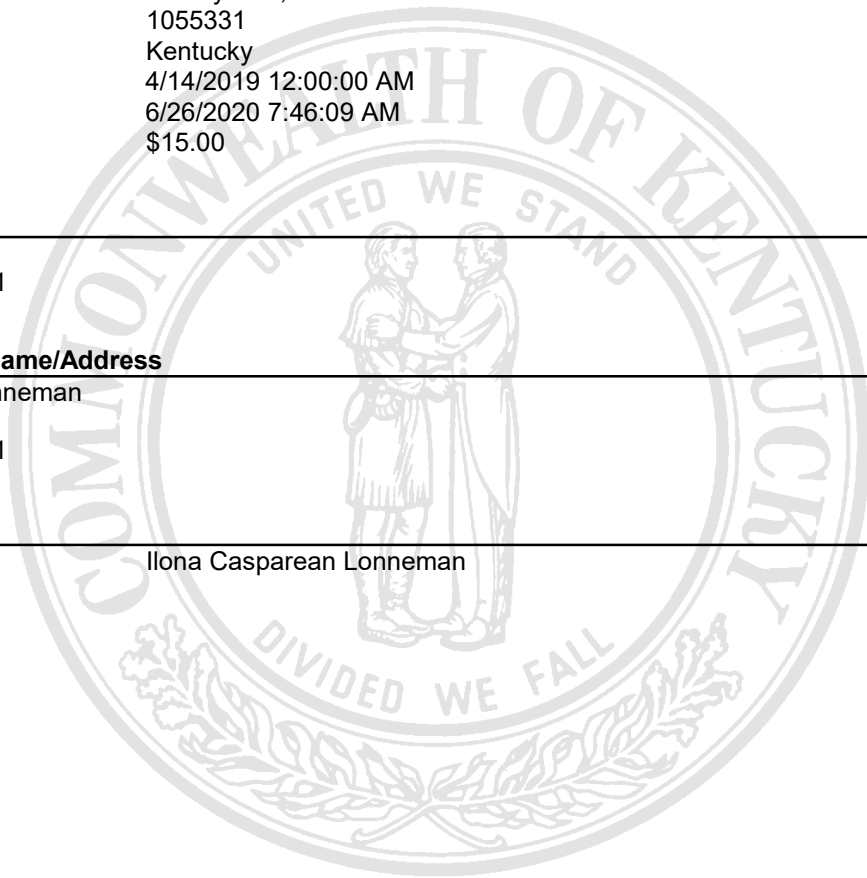 1055331
Kentucky
4/14/2019 12:00:00 AM
6/26/2020 7:46:09 AM
$15.00
COMMONWEALTH OF KENTUCKY
UNITED WE STAND
ame/Address
nneman
Ilona Casparean Lonneman
DIVIDED WE FALL